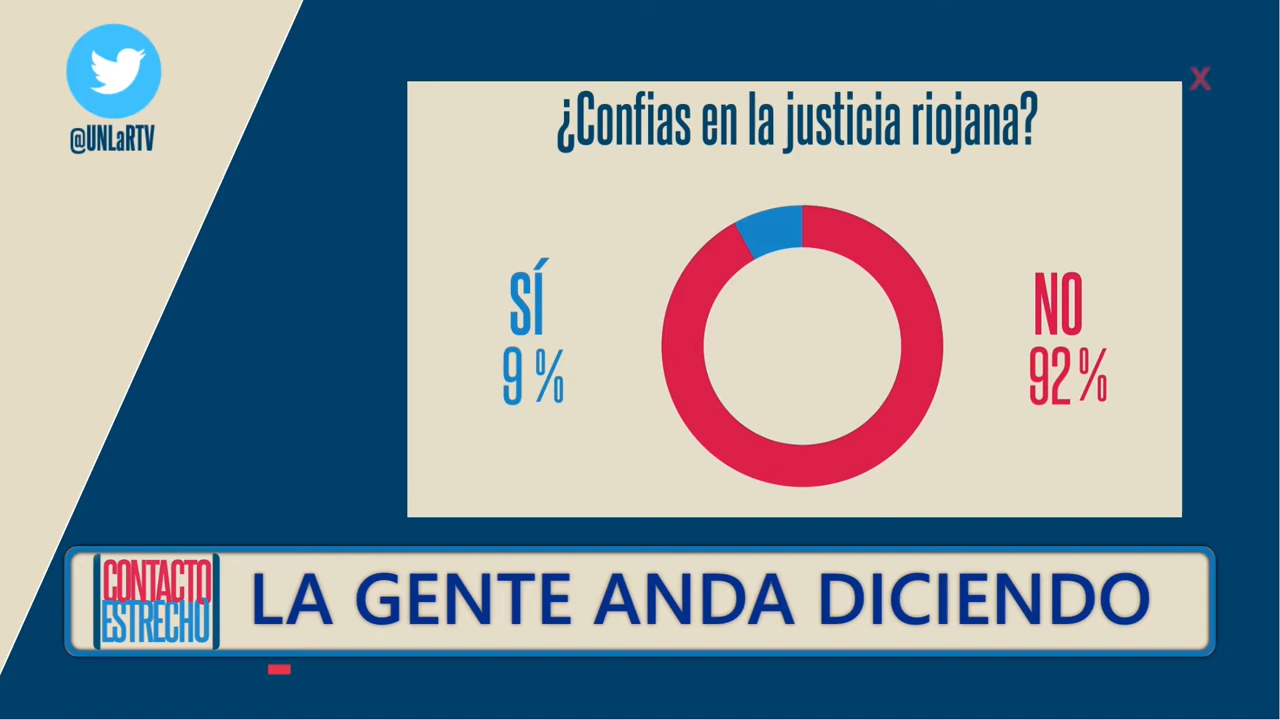 @UNLaRTV
X
¿Confias en la justicia riojana?
SÍ
9 %
NO
92%
CONTACTO
ESTRECHO
LA GENTE ANDA DICIENDO